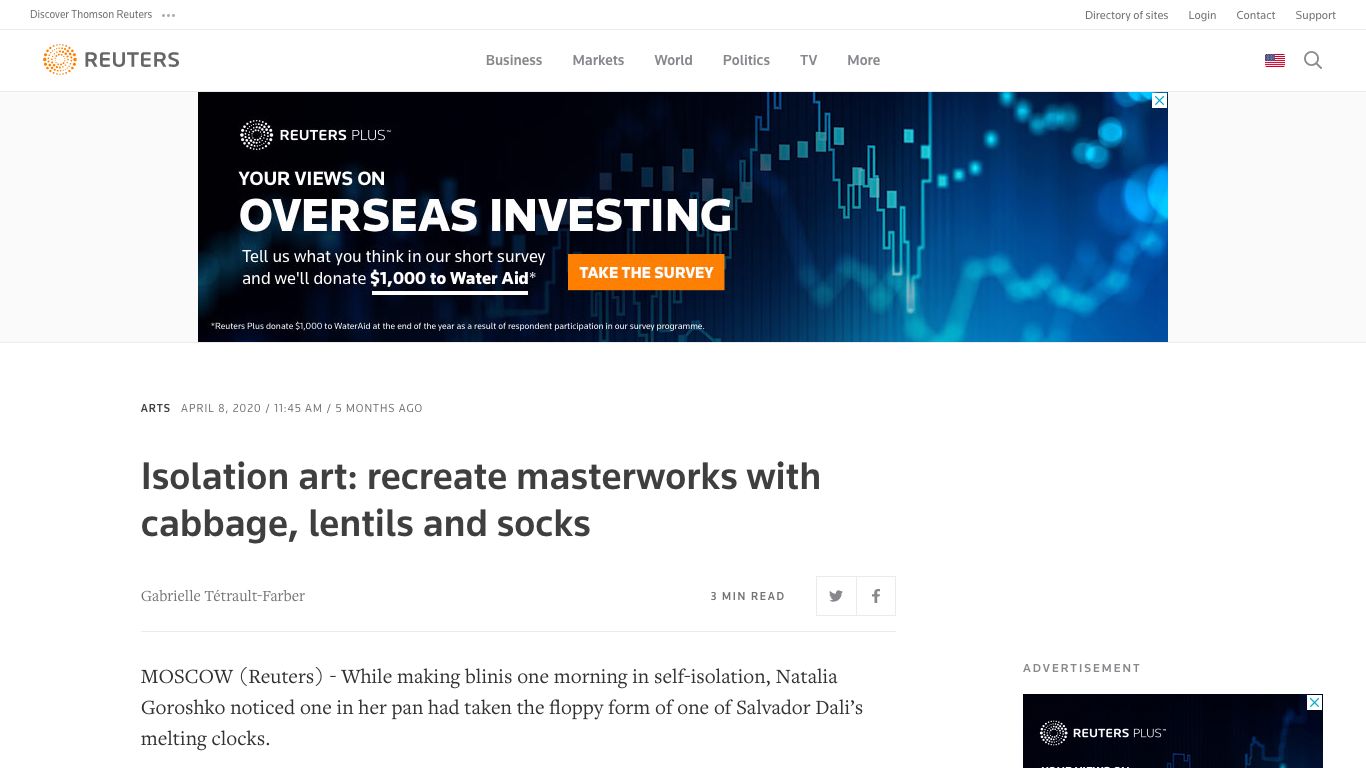 Discover Thomson Reuters
Directory of sites Login Contact Support
REUTERS
Business Markets World Politics TV More
REUTERS PLUS™
YOUR VIEWS ON
OVERSEAS INVESTING
Tell us what you think in our short survey
and we'll donate $1,000 to Water Aid*
TAKE THE SURVEY
*Reuters Plus donate $1,000 to WaterAid at the end of the year as a result of respondent participation in our survey programme.
ARTS APRIL 8, 2020 / 11:45 AM / 5 MONTHS AGO
Isolation art: recreate masterworks with
cabbage, lentils and socks
Gabrielle Tétrault-Farber
3 MIN READ
MOSCOW (Reuters) - While making blinis one morning in self-isolation, Natalia
Goroshko noticed one in her pan had taken the floppy form of one of Salvador Dali’s
melting clocks.
ADVERTISEMENT
REUTERS PLUS™
YOUR VIEWS ON